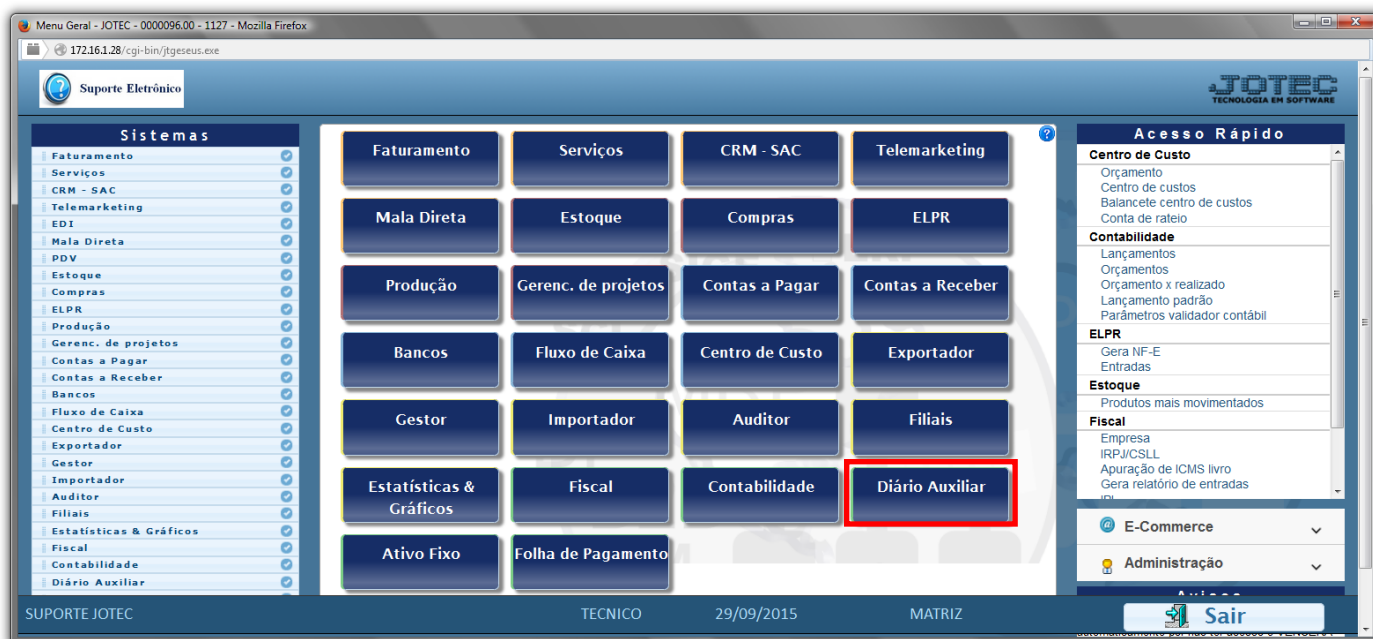 Menu Geral - JOTEC - 0000096.00 - 1127 - Mozilla Firefox
172.16.1.28/cgi-bin/jtgeseus.exe
Suporte Eletrônico
JOTEC
TECNOLOGIA EM SOFTWARE
Sistemas
Faturamento
Serviços
CRM - SAC
Telemarketing
EDI
Mala Direta
PDV
Estoque
Compras
ELPR
Produção
Gerenc. de projetos
Contas a Pagar
Contas a Receber
Bancos
Fluxo de Caixa
Centro de Custo
Exportador
Gestor
Importador
Auditor
Filiais
Estatísticas & Gráficos
Fiscal
Contabilidade
Diário Auxiliar
Faturamento
Serviços
CRM - SAC
Telemarketing
Mala Direta
Estoque
Compras
ELPR
Produção
Gerenc. de projetos
Contas a Pagar
Contas a Receber
Bancos
Fluxo de Caixa
Centro de Custo
Exportador
Gestor
Importador
Auditor
Filiais
Estatísticas &
Gráficos
Fiscal
Contabilidade
Diário Auxiliar
Ativo Fixo
Folha de Pagamento
Acesso Rápido
Centro de Custo
Orçamento
Centro de custos
Balancete centro de custos
Conta de rateio
Contabilidade
Lançamentos
Orçamentos
Orçamento x realizado
Lançamento padrão
Parâmetros validador contábil
ELPR
Gera NF-E
Entradas
Estoque
Produtos mais movimentados
Fiscal
Empresa
IRPJ/CSLL
Apuração de ICMS livro
Gera relatório de entradas
E-Commerce
Administração
Avisos
SUPORTE JOTEC
TECNICO
29/09/2015
MATRIZ
Sair